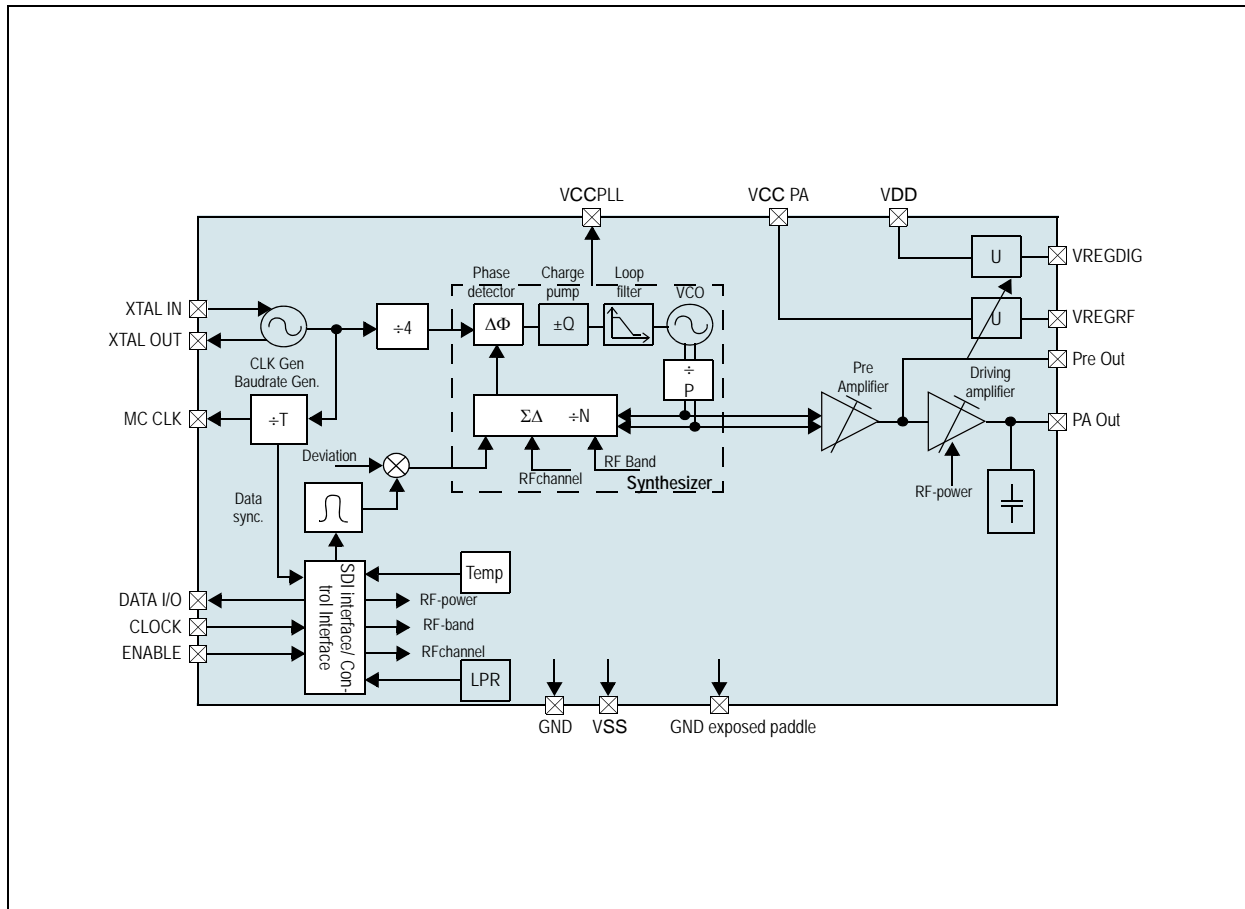 VCCPLL
VCC PA
VDD
U
VREGDIG
Phase
detector
Charge
pump
Loop
filter
VCO
XTAL IN
XTAL OUT
÷4
ΔΦ
±Q
U
VREGRF
CLK Gen
Baudrate Gen.
÷
P
Pre Out
Pre
Amplifier
Driving
amplifier
MC CLK
÷T
ΣΔ ÷N
PA Out
Deviation
RFchannel
RF Band
Synthesizer
RF-power
Data
sync.
SDI interface/ Con-
trol Interface
Temp
DATA I/O
RF-power
CLOCK
RF-band
ENABLE
RFchannel
LPR
GND
VSS
GND exposed paddle